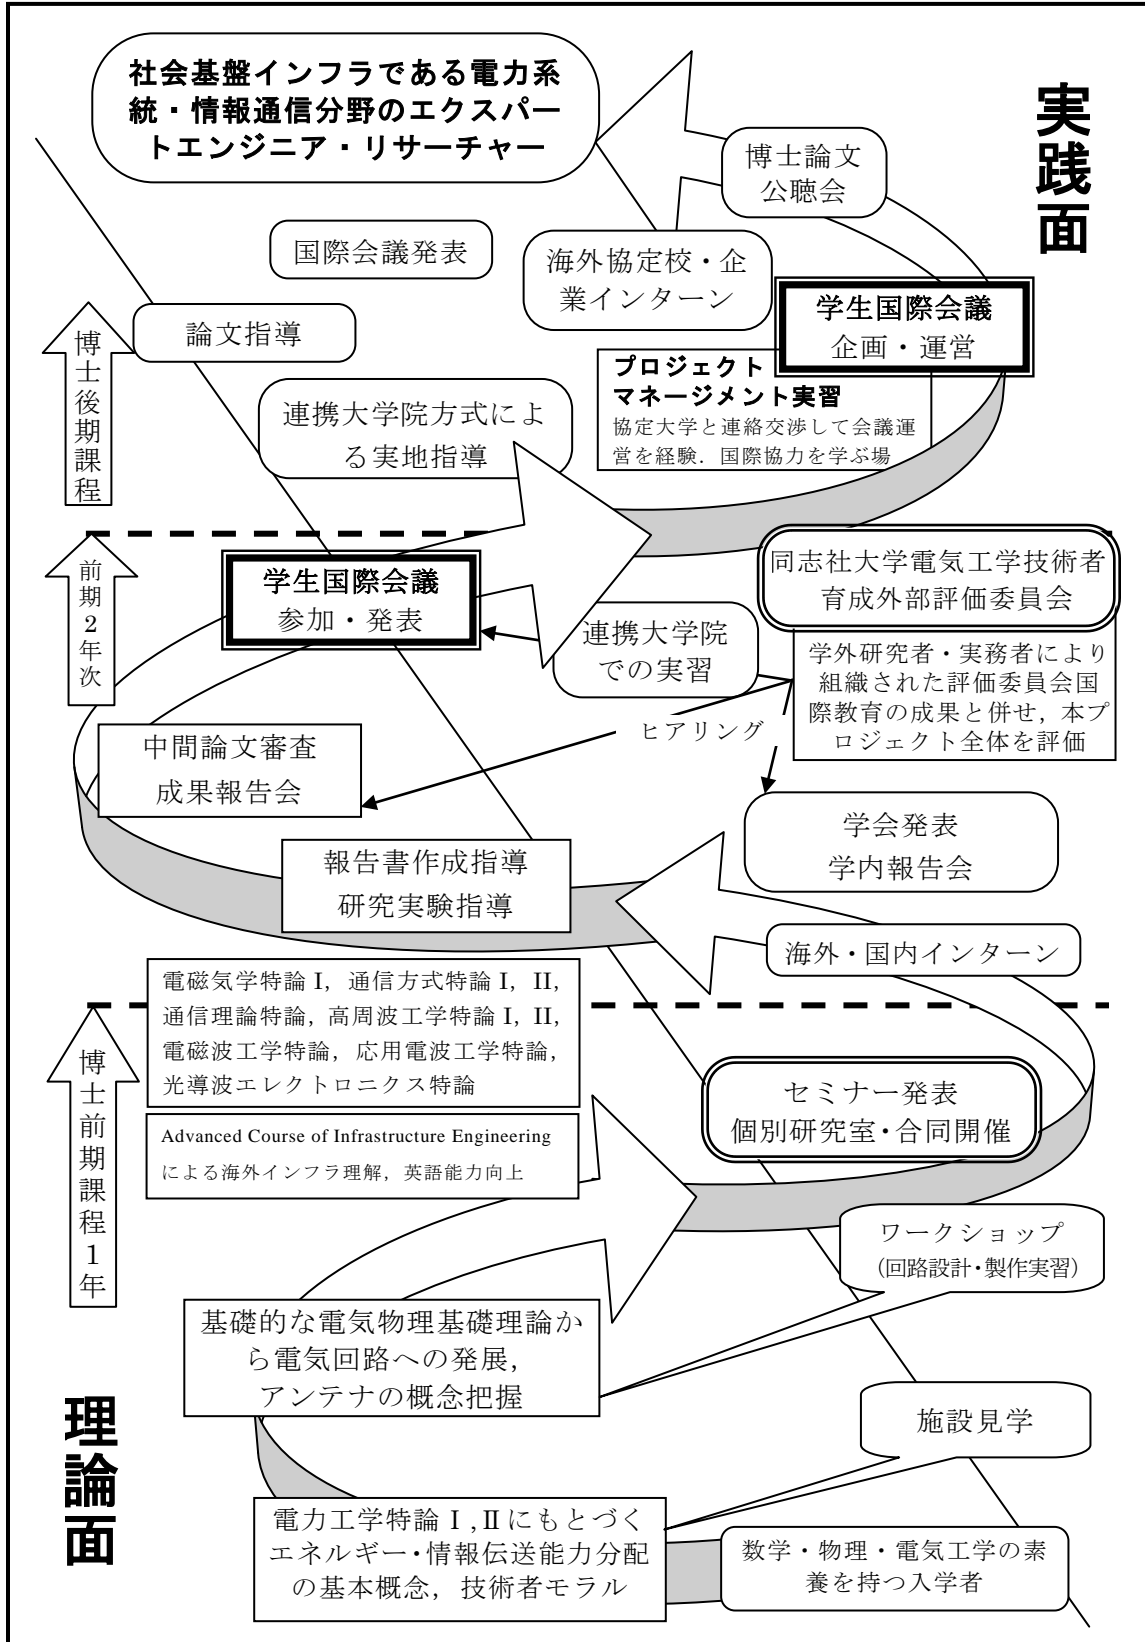 社会基盤インフラである電力系
統・情報通信分野のエクスパー
トエンジニア・リサーチャー
実践面
博士論文
公聴会
国際会議発表
海外協定校・企
業インターン
学生国際会議
企画・運営
論文指導
博士後期課程
プロジェクト
マネージメント実習
協定大学と連絡交渉して会議運
営を経験．国際協力を学ぶ場
連携大学院方式によ
る実地指導
前期2年次
学生国際会議
参加・発表
同志社大学電気工学技術者
育成外部評価委員会
連携大学院
での実習
学外研究者・実務者により
組織された評価委員会国
際教育の成果と併せ，本プ
ロジェクト全体を評価
ヒアリング
中間論文審査
成果報告会
学会発表
学内報告会
報告書作成指導
研究実験指導
海外・国内インターン
電磁気学特論 I，通信方式特論 I，II，
通信理論特論，高周波工学特論 I，II，
電磁波工学特論，応用電波工学特論，
光導波エレクトロニクス特論
博士前期課程1年
セミナー発表
個別研究室・合同開催
Advanced Course of Infrastructure Engineering
による海外インフラ理解，英語能力向上
ワークショップ
（回路設計・製作実習）
基礎的な電気物理基礎理論か
ら電気回路への発展，
アンテナの概念把握
理論面
施設見学
電力工学特論Ⅰ,Ⅱにもとづく
エネルギー・情報伝送能力分配
の基本概念，技術者モラル
数学・物理・電気工学の素
養を持つ入学者